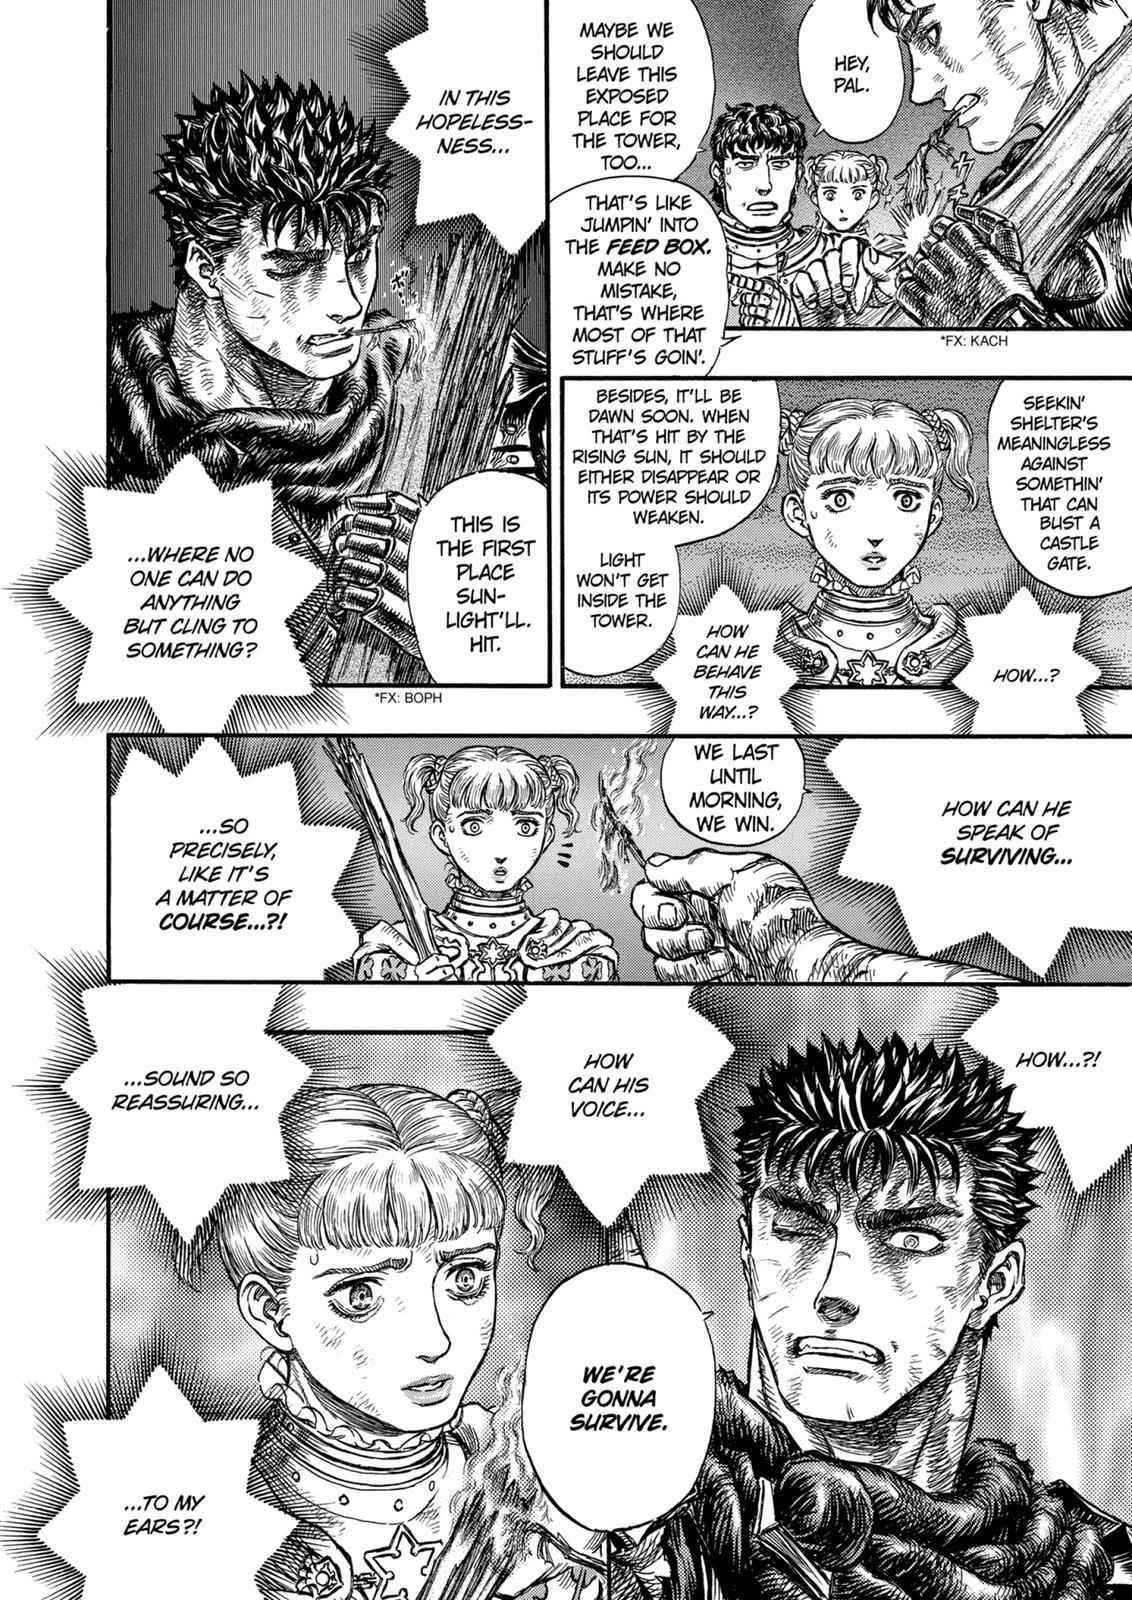 HEY,
PAL.
MAYBE WE
SHOULD
LEAVE THIS
EXPOSED
PLACE FOR
THE TOWER,
TOO...
THAT'S LIKE
JUMPIN' INTO
THE FEED BOX.
MAKE NO
MISTAKE,
THAT'S WHERE
MOST OF THAT
STUFF'S GOIN'.
*FX: KACH
SEEKIN'
SHELTER'S
MEANINGLESS
AGAINST
SOMETHIN'
THAT CAN
BUST A
CASTLE
GATE.
BESIDES, IT'LL BE
DAWN SOON. WHEN
THAT'S HIT BY THE
RISING SUN, IT SHOULD
EITHER DISAPPEAR OR
ITS POWER SHOULD
WEAKEN.
LIGHT
WON'T GET
INSIDE THE
TOWER.
HOW...?
HOW
CAN HE
BEHAVE
THIS
WAY...?
IN THIS
HOPELESS-
NESS...
THIS IS
THE FIRST
PLACE
SUN-
LIGHT'LL
HIT.
...WHERE NO
ONE CAN DO
ANYTHING
BUT CLING TO
SOMETHING?
*FX: BOPH
HOW CAN HE
SPEAK OF
SURVIVING...
WE LAST
UNTIL
MORNING,
WE WIN.
...SO
PRECISELY,
LIKE IT'S
A MATTER OF
COURSE...?!
HOW...?!
HOW
CAN HIS
VOICE...
...SOUND SO
REASSURING...
WE'RE
GONNA
SURVIVE.
...TO MY
EARS?!